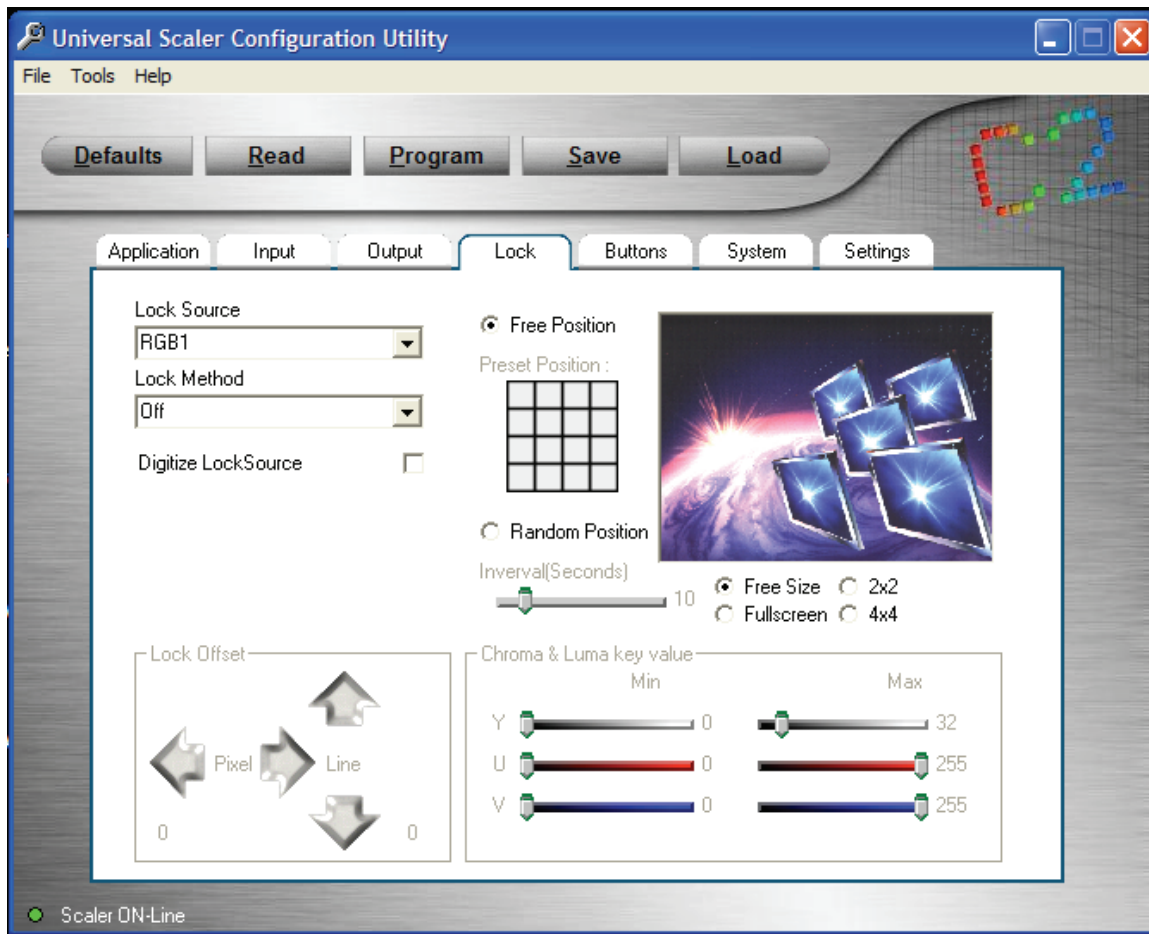 Universal Scaler Configuration Utility
File Tools Help
Defaults Read Program Save Load
C2
Application Input Output Lock Buttons System Settings
Lock Source
RGB1
Lock Method
Off
Digitize LockSource
Free Position
Preset Position :
Random Position
Inverval(Seconds)
10
Free Size 2x2
Fullscreen 4x4
Lock Offset
Pixel Line
0 0
Chroma & Luma key value
Min Max
Y 0 32
U 0 255
V 0 255
Scaler ON-Line